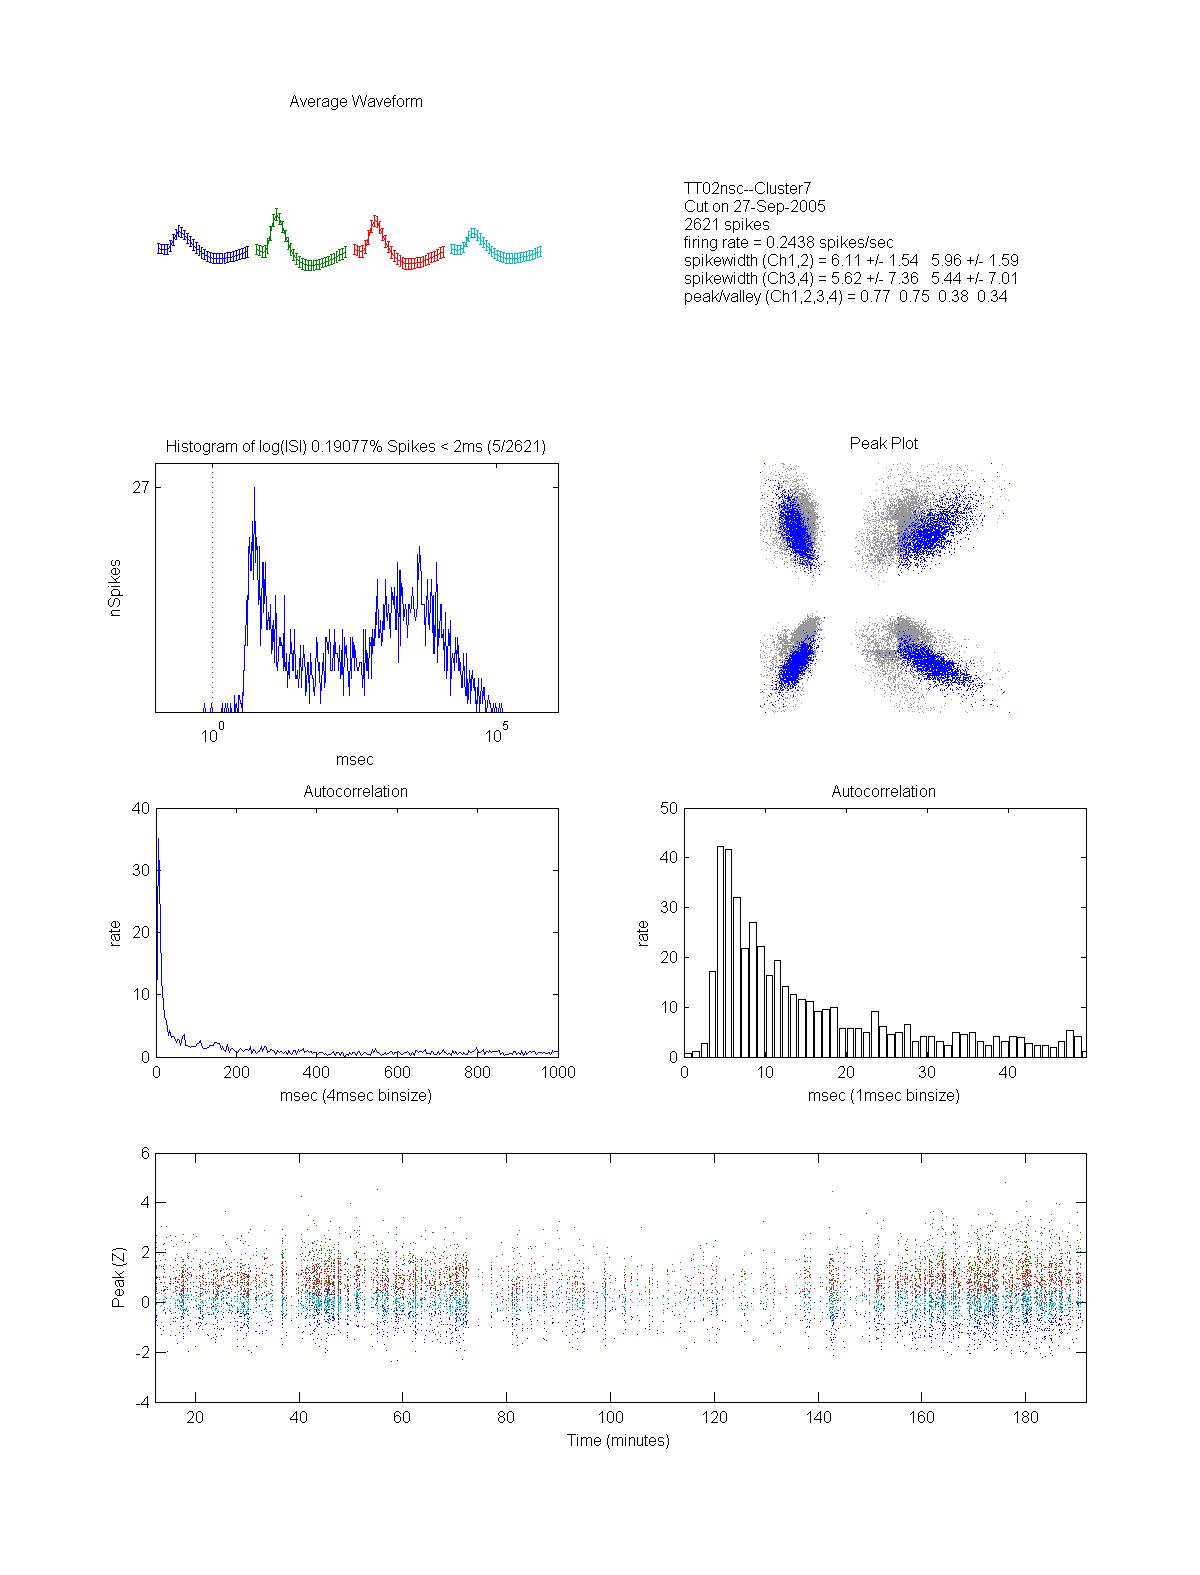 Average Waveform
TT02nsc--Cluster7
Cut on 27-Sep-2005
2621 spikes
firing rate = 0.2438 spikes/sec
spikewidth (Ch1,2) = 6.11 +/- 1.54 5.96 +/- 1.59
spikewidth (Ch3,4) = 5.62 +/- 7.36 5.44 +/- 7.01
peak/valley (Ch1,2,3,4) = 0.77 0.75 0.38 0.34
Histogram of log(ISI) 0.19077% Spikes < 2ms (5/2621)
27
nSpikes
10^0 10^5
msec
Peak Plot
Autocorrelation
40
30
20
10
0
rate
0 200 400 600 800 1000
msec (4msec binsize)
Autocorrelation
50
40
30
20
10
0
rate
0 10 20 30 40
msec (1msec binsize)
6
4
2
0
-2
-4
Peak (Z)
20 40 60 80 100 120 140 160 180
Time (minutes)